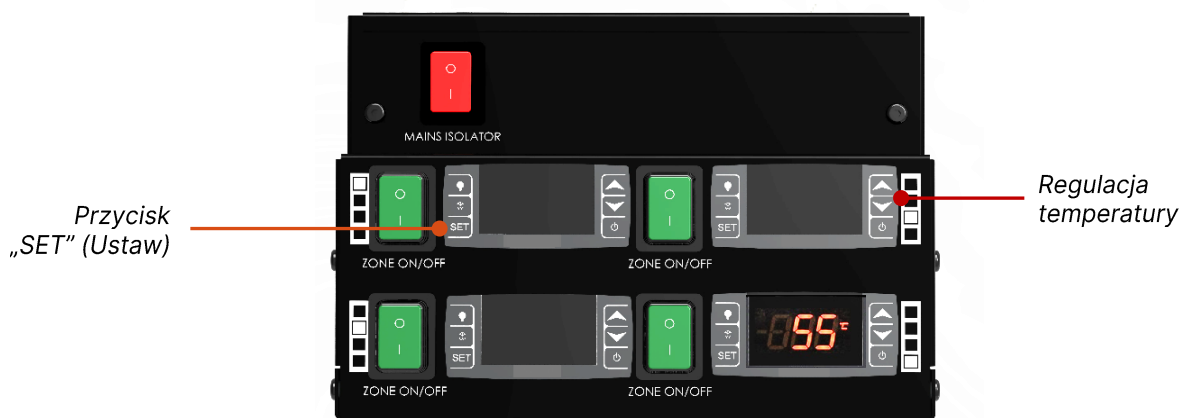 MAINS ISOLATOR
Przycisk
„SET” (Ustaw)
Regulacja
temperatury
SET
SET
ZONE ON/OFF
ZONE ON/OFF
SET
SET
55 °C
ZONE ON/OFF
ZONE ON/OFF